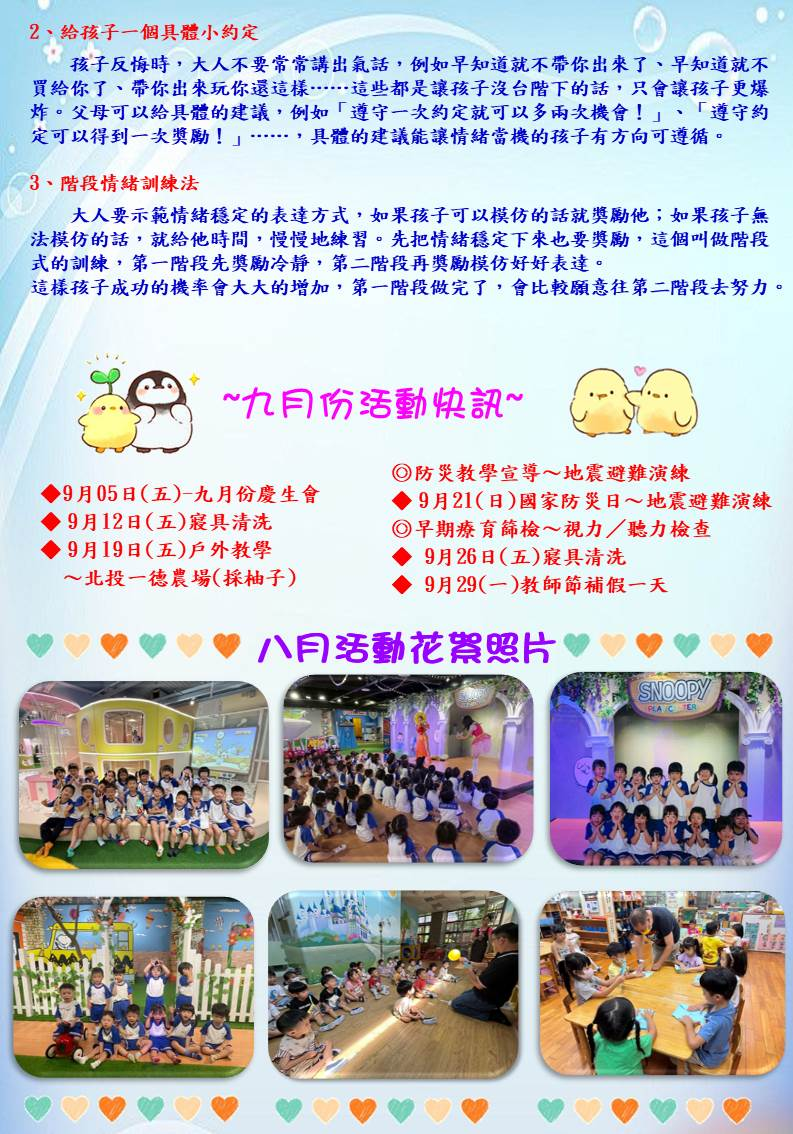 2、給孩子一個具體小約定
孩子反悔時，大人不要常常講出氣話，例如早知道就不帶你出來了、早知道就不
買給你了、帶你出來玩你還這樣……這些都是讓孩子沒台階下的話，只會讓孩子更爆
炸。父母可以給具體的建議，例如「遵守一次約定就可以多兩次機會！」、「遵守約
定可以得到一次獎勵！」……，具體的建議能讓情緒當機的孩子有方向可遵循。
3、階段情緒訓練法
大人要示範情緒穩定的表達方式，如果孩子可以模仿的話就獎勵他；如果孩子無
法模仿的話，就給他時間，慢慢地練習。先把情緒穩定下來也要獎勵，這個叫做階段
式的訓練，第一階段先獎勵冷靜，第二階段再獎勵模仿好好表達。
這樣孩子成功的機率會大大的增加，第一階段做完了，會比較願意往第二階段去努力。
~九月份活動快訊~
◆9月05日(五)-九月份慶生會
◆ 9月12日(五)寢具清洗
◆ 9月19日(五)戶外教學
～北投一德農場(採柚子)
◎防災教學宣導～地震避難演練
◆ 9月21(日)國家防災日～地震避難演練
◎早期療育篩檢～視力／聽力檢查
◆ 9月26日(五)寢具清洗
◆ 9月29(一)教師節補假一天
八月活動花絮照片
SNOOPY
PLAY CENTER